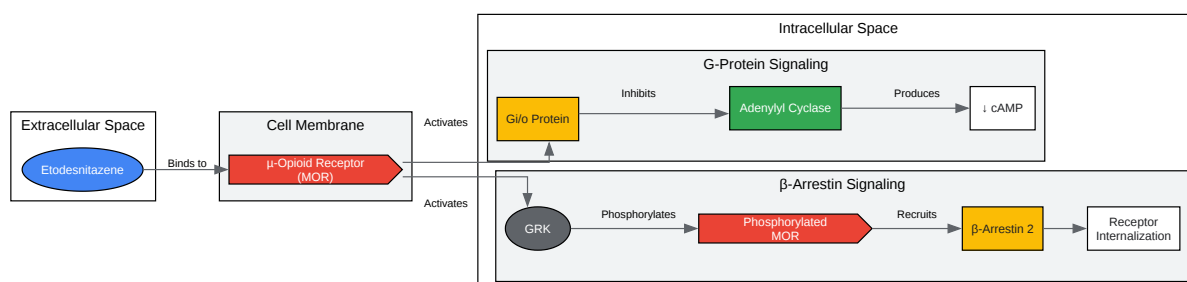 Intracellular Space
G-Protein Signaling
Inhibits
Produces
Gi/o Protein
Adenylyl Cyclase
↓ cAMP
Extracellular Space
Cell Membrane
Activates
Etodesnitazene
Binds to
µ-Opioid Receptor
(MOR)
Activates
β-Arrestin Signaling
GRK
Phosphorylates
Phosphorylated
MOR
Recruits
β-Arrestin 2
Receptor
Internalization